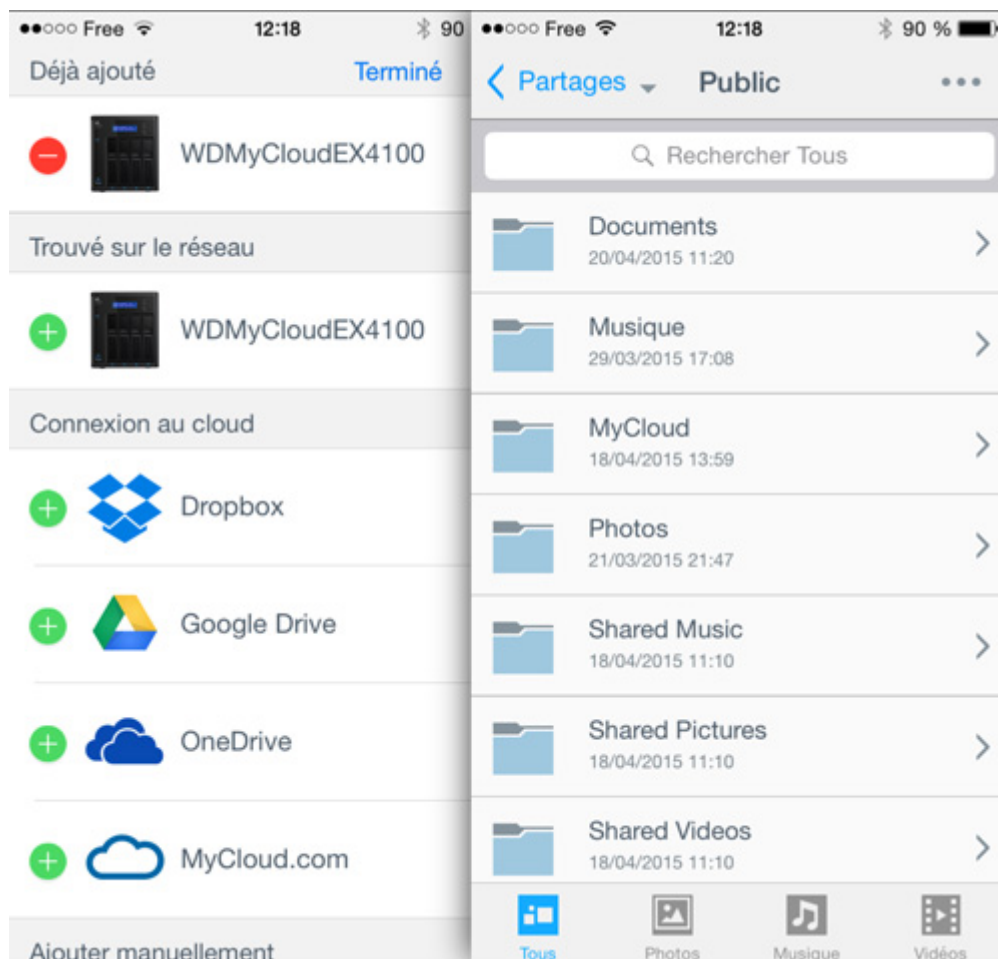 Free 12:18 90
Déjà ajouté Terminé
WDMyCloudEX4100
Trouvé sur le réseau
WDMyCloudEX4100
Connexion au cloud
Dropbox
Google Drive
OneDrive
MyCloud.com
Ajouter manuellement
Free 12:18 90 %
Partages Public
Rechercher Tous
Documents
20/04/2015 11:20
Musique
29/03/2015 17:08
MyCloud
18/04/2015 13:59
Photos
21/03/2015 21:47
Shared Music
18/04/2015 11:10
Shared Pictures
18/04/2015 11:10
Shared Videos
18/04/2015 11:10
Tous Photos Musique Vidéos